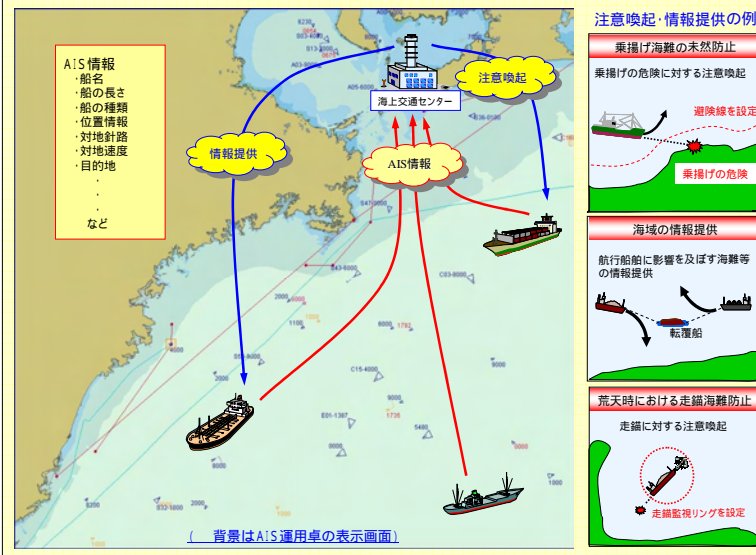 AIS情報
・船名
・船の長さ
・船の種類
・位置情報
・対地針路
・対地速度
・目的地
・
・
・
など
海上交通センター
注意喚起
情報提供
AIS情報
(　背景はAIS運用卓の表示画面)
注意喚起・情報提供の例
乗揚げ海難の未然防止
乗揚げの危険に対する注意喚起
避険線を設定
乗揚げの危険
海域の情報提供
航行船舶に影響を及ぼす海難等
の情報提供
転覆船
荒天時における走錨海難防止
走錨に対する注意喚起
走錨監視リングを設定